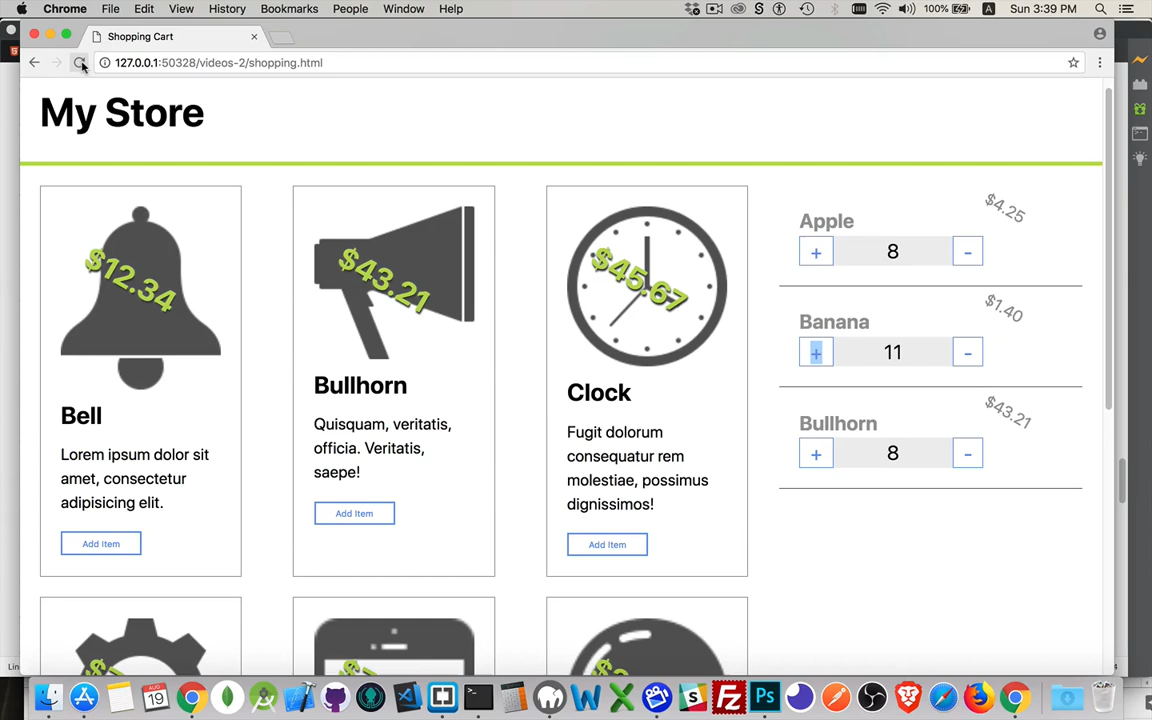 Chrome File Edit View History Bookmarks People Window Help 100% A Sun 3:39 PM
Shopping Cart
127.0.0.1:50328/videos-2/shopping.html
My Store
$12.34
Bell
Lorem ipsum dolor sit
amet, consectetur
adipisicing elit.
Add Item
$43.21
Bullhorn
Quisquam, veritatis,
officia. Veritatis,
saepe!
Add Item
$45.67
Clock
Fugit dolorum
consequatur rem
molestiae, possimus
dignissimos!
Add Item
$4.25
Apple
+ 8 -
$1.40
Banana
+ 11 -
$43.21
Bullhorn
+ 8 -
AUG
19